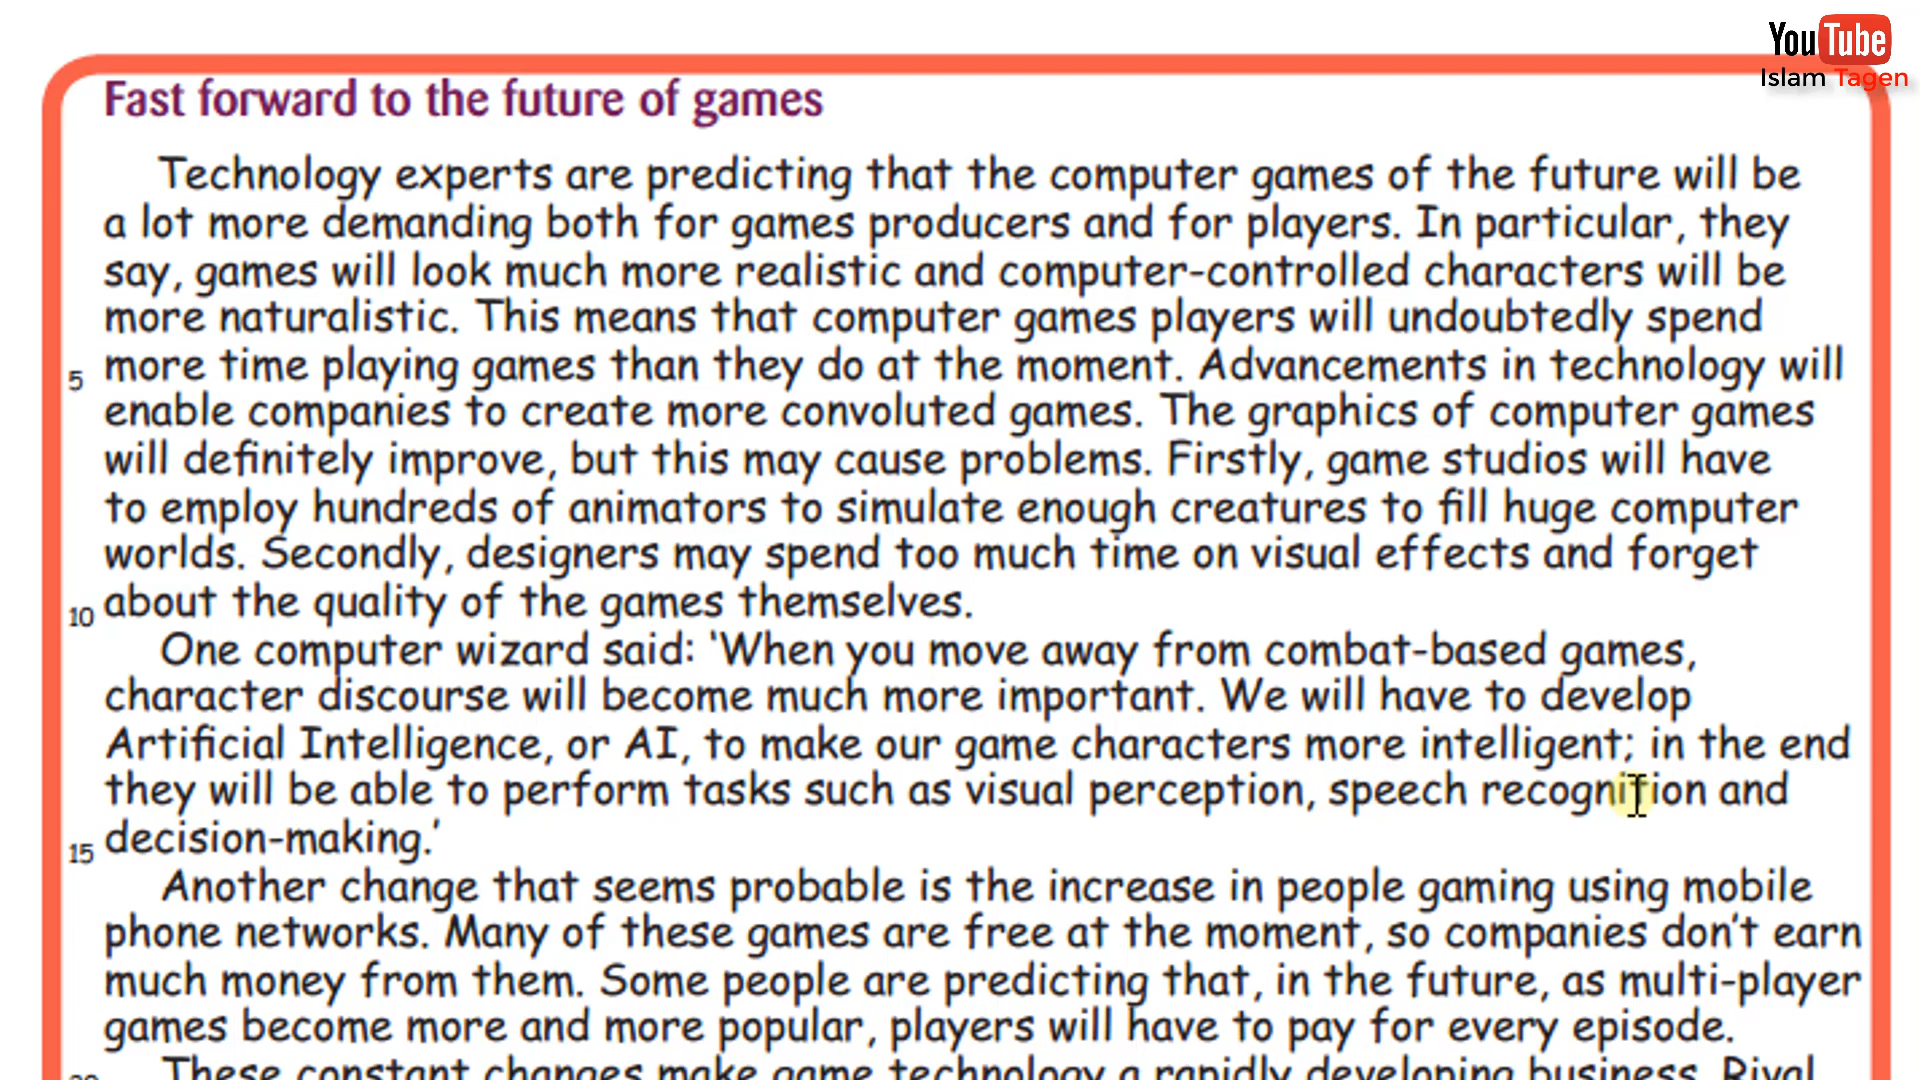 YouTube
Islam Tagen
Fast forward to the future of games
Technology experts are predicting that the computer games of the future will be
a lot more demanding both for games producers and for players. In particular, they
say, games will look much more realistic and computer-controlled characters will be
more naturalistic. This means that computer games players will undoubtedly spend
5 more time playing games than they do at the moment. Advancements in technology will
enable companies to create more convoluted games. The graphics of computer games
will definitely improve, but this may cause problems. Firstly, game studios will have
to employ hundreds of animators to simulate enough creatures to fill huge computer
worlds. Secondly, designers may spend too much time on visual effects and forget
10 about the quality of the games themselves.
One computer wizard said: ‘When you move away from combat-based games,
character discourse will become much more important. We will have to develop
Artificial Intelligence, or AI, to make our game characters more intelligent; in the end
they will be able to perform tasks such as visual perception, speech recognition and
15 decision-making.’
Another change that seems probable is the increase in people gaming using mobile
phone networks. Many of these games are free at the moment, so companies don’t earn
much money from them. Some people are predicting that, in the future, as multi-player
games become more and more popular, players will have to pay for every episode.
These constant changes make game technology a rapidly developing business. Rival